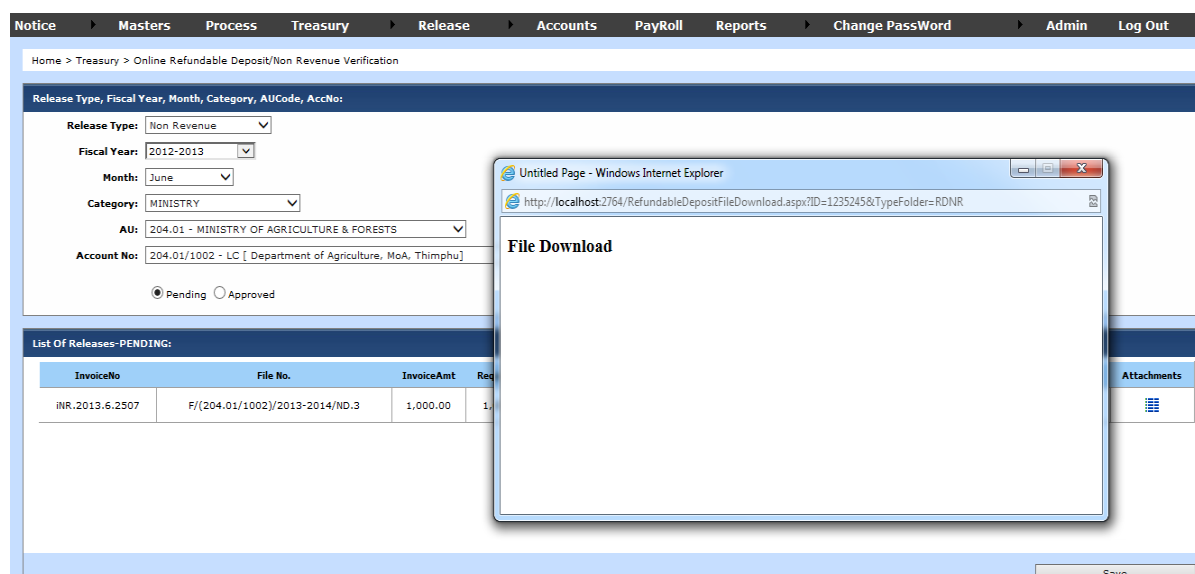 Notice Masters Process Treasury Release Accounts PayRoll Reports Change PassWord Admin Log Out
Home > Treasury > Online Refundable Deposit/Non Revenue Verification
Release Type, Fiscal Year, Month, Category, AUCode, AccNo:
Release Type: Non Revenue
Fiscal Year: 2012-2013
Month: June
Category: MINISTRY
AU: 204.01 - MINISTRY OF AGRICULTURE & FORESTS
Account No: 204.01/1002 - LC [ Department of Agriculture, MoA, Thimphu]
Pending Approved
Untitled Page - Windows Internet Explorer
http://localhost:2764/RefundableDepositFileDownload.aspx?ID=1235245&TypeFolder=RDNR
File Download
List Of Releases-PENDING:
InvoiceNo File No. InvoiceAmt Req Attachments
iNR.2013.6.2507 F/(204.01/1002)/2013-2014/ND.3 1,000.00 1,
Save